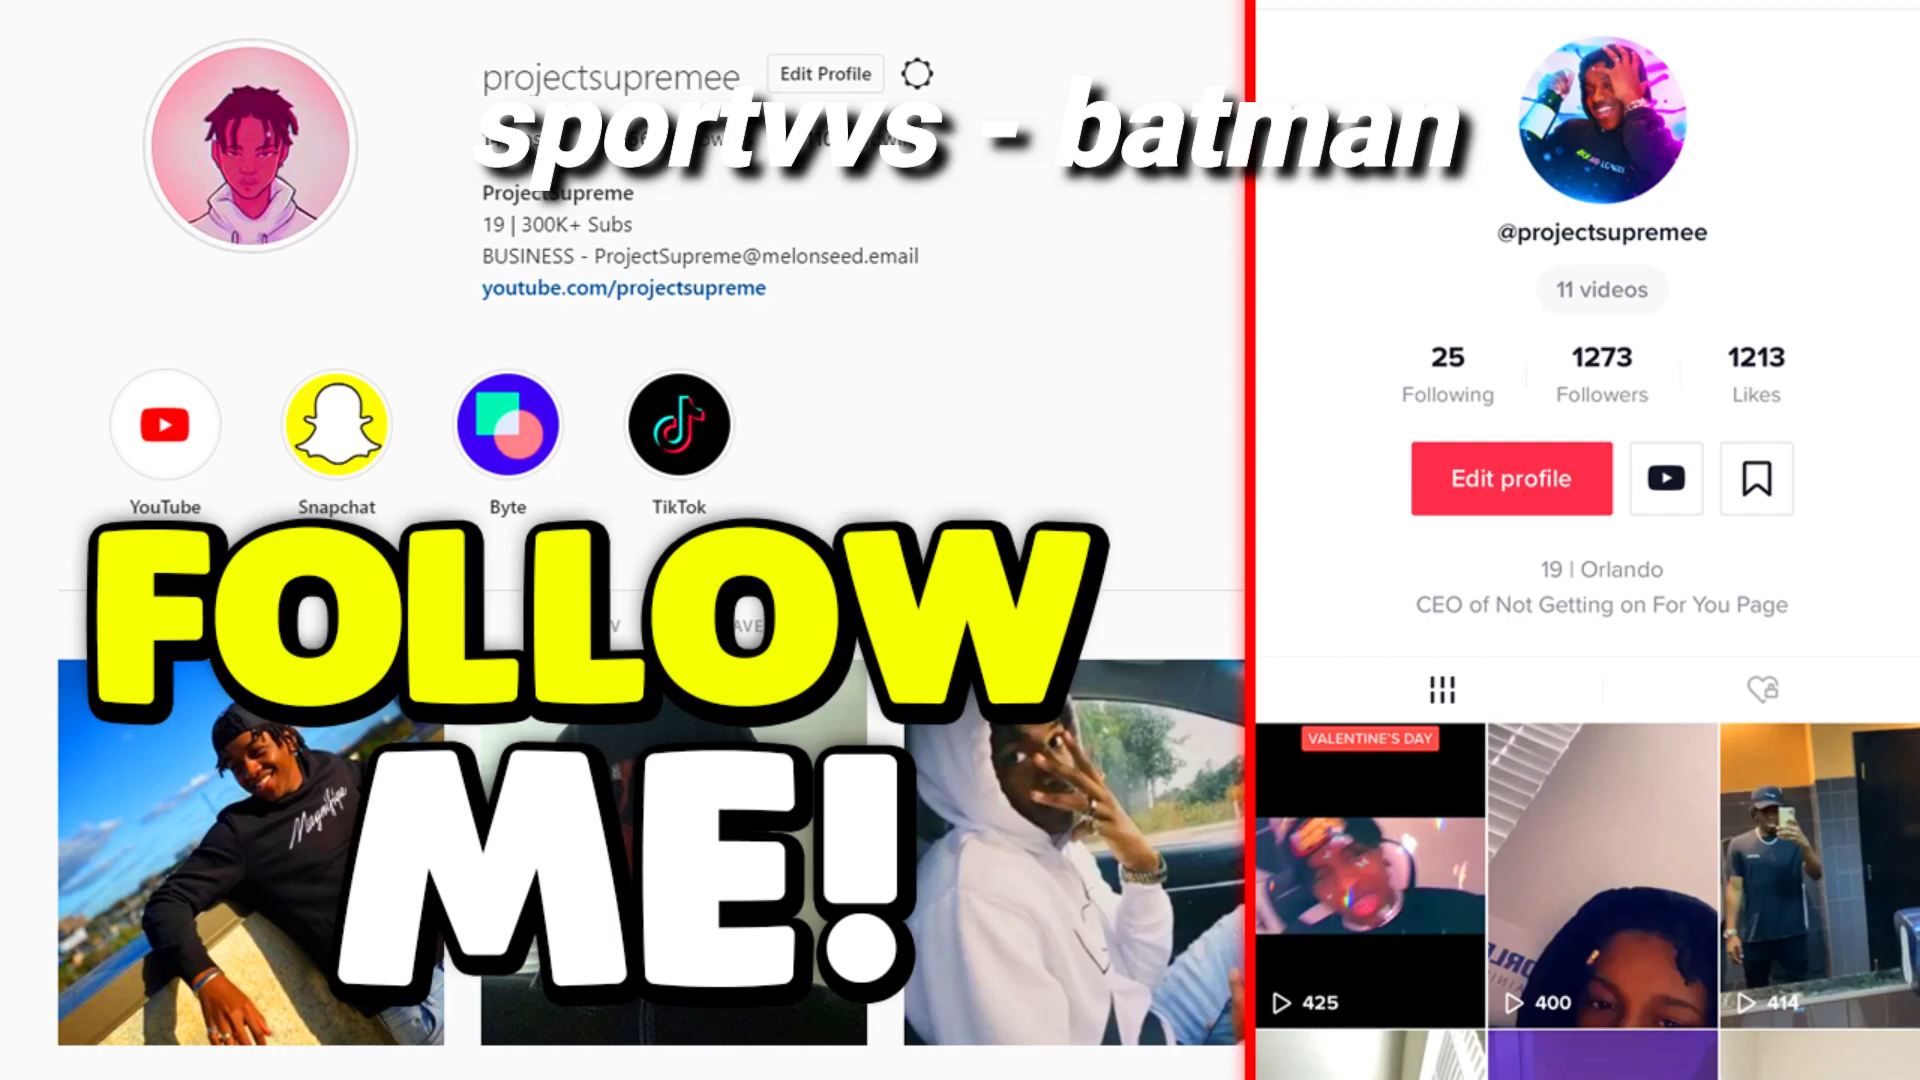 projectsupremee
Edit Profile
sportvvs - batman
ProjectSupreme
19 | 300K+ Subs
BUSINESS - ProjectSupreme@melonseed.email
youtube.com/projectsupreme
YouTube
Snapchat
Byte
TikTok
FOLLOW
ME!
Magnifique
@projectsupremee
11 videos
25
1273
1213
Following
Followers
Likes
Edit profile
19 | Orlando
CEO of Not Getting on For You Page
VALENTINE'S DAY
425
400
414